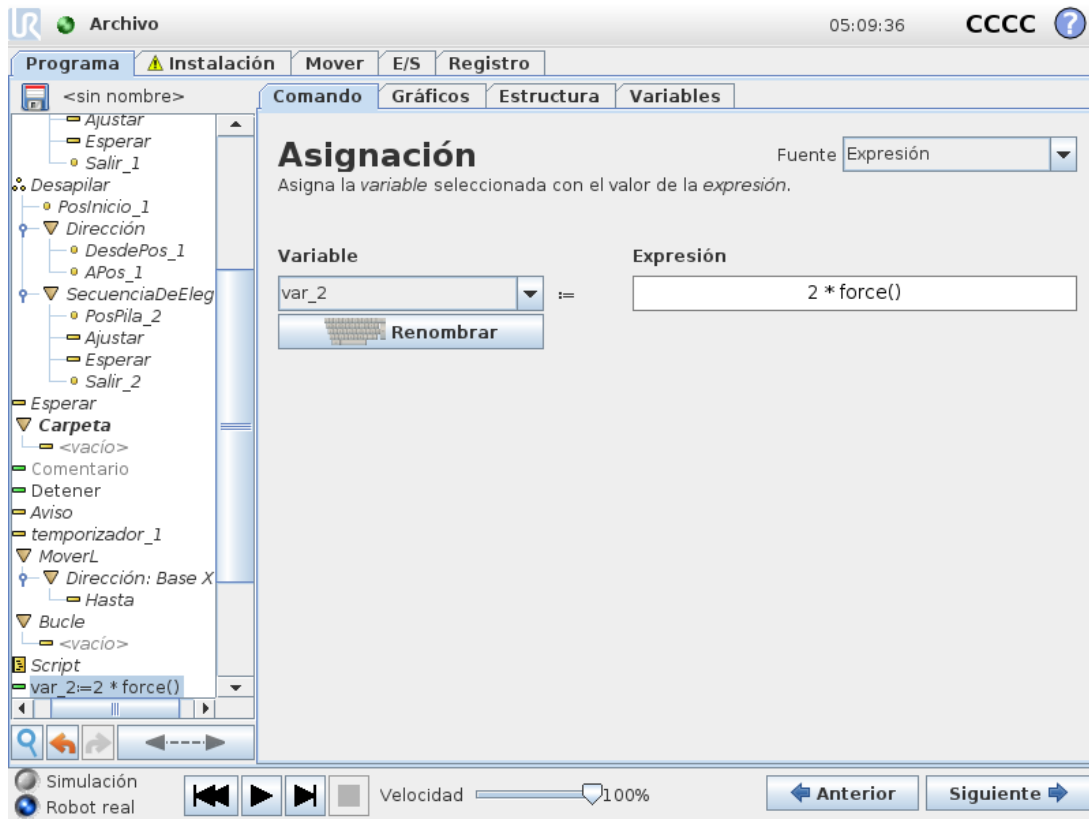 UR Archivo 05:09:36 CCCC ?
Programa Instalación Mover E/S Registro
<sin nombre> Comando Gráficos Estructura Variables
Ajustar
Esperar
Salir_1
Desapilar
PosInicio_1
Dirección
DesdePos_1
APos_1
SecuenciaDeEleg
PosPila_2
Ajustar
Esperar
Salir_2
Esperar
Carpeta
<vacío>
Comentario
Detener
Aviso
temporizador_1
MoverL
Dirección: Base X
Hasta
Bucle
<vacío>
Script
var_2:=2 * force()
Asignación
Fuente Expresión
Asigna la variable seleccionada con el valor de la expresión.
Variable Expresión
var_2 := 2 * force()
Renombrar
Simulación
Robot real
Velocidad 100%
Anterior Siguiente